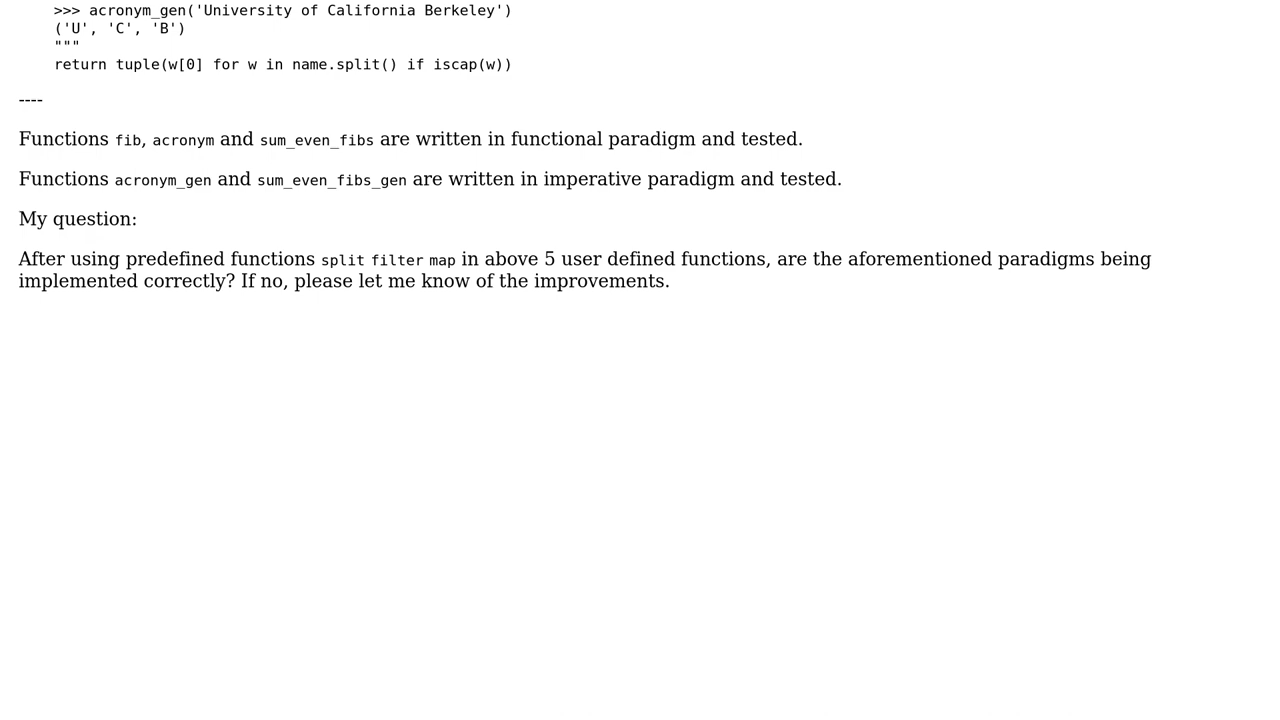 >>> acronym_gen('University of California Berkeley')
('U', 'C', 'B')
"""
return tuple(w[0] for w in name.split() if iscap(w))
----
Functions fib, acronym and sum_even_fibs are written in functional paradigm and tested.
Functions acronym_gen and sum_even_fibs_gen are written in imperative paradigm and tested.
My question:
After using predefined functions split filter map in above 5 user defined functions, are the aforementioned paradigms being
implemented correctly? If no, please let me know of the improvements.